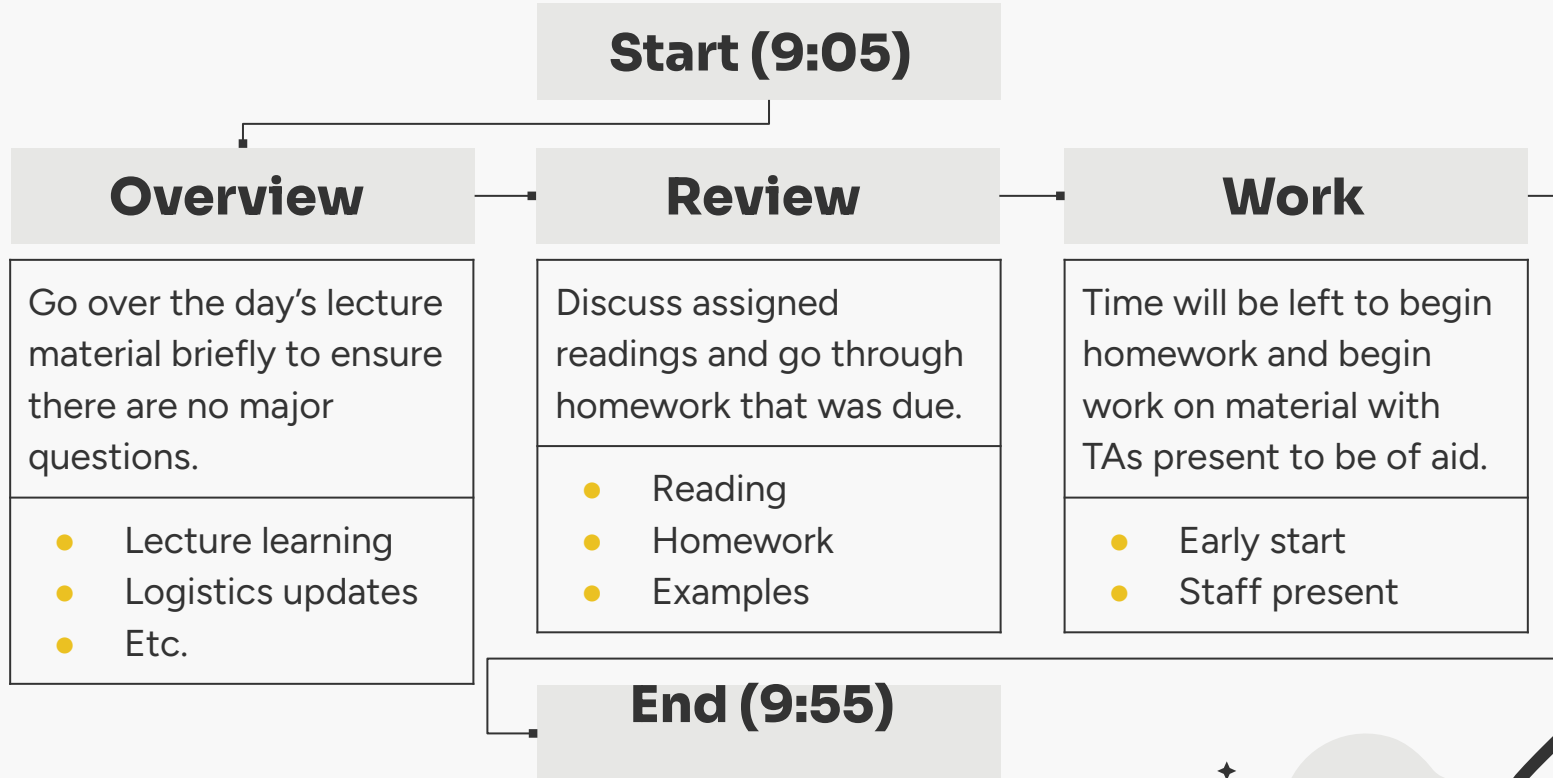 Start (9:05)
Overview
Go over the day’s lecture
material briefly to ensure
there are no major
questions.
Lecture learning
Logistics updates
Etc.
Review
Discuss assigned
readings and go through
homework that was due.
Reading
Homework
Examples
Work
Time will be left to begin
homework and begin
work on material with
TAs present to be of aid.
Early start
Staff present
End (9:55)